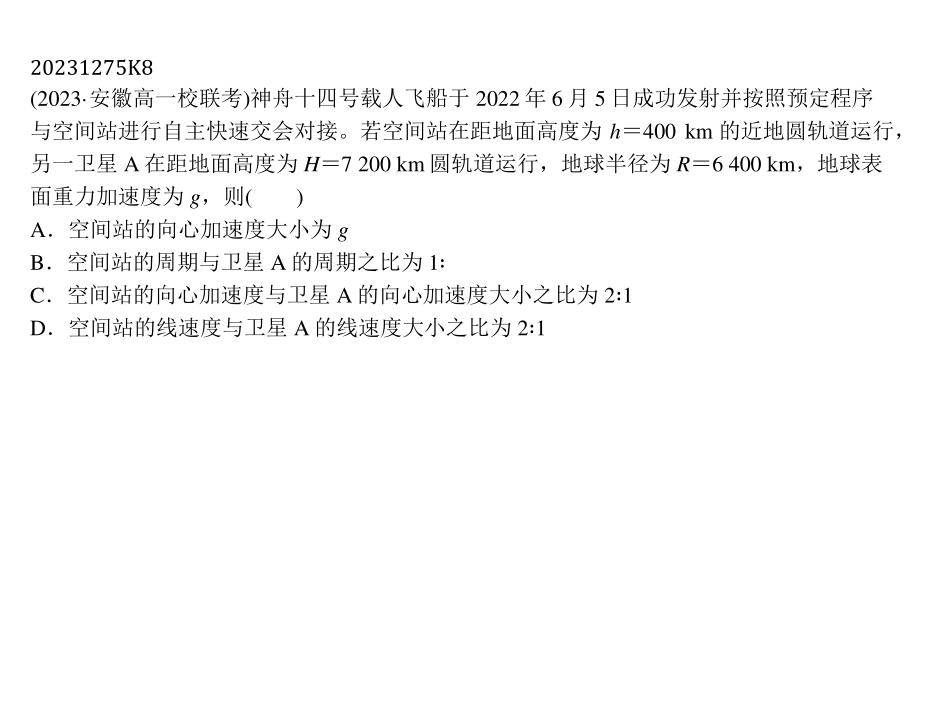 20231275K8
(2023·安徽高一校联考)神舟十四号载人飞船于 2022 年 6 月 5 日成功发射并按照预定程序
与空间站进行自主快速交会对接。若空间站在距地面高度为 h=400 km 的近地圆轨道运行，
另一卫星 A 在距地面高度为 H=7 200 km 圆轨道运行，地球半径为 R=6 400 km，地球表
面重力加速度为 g，则(　　)
A．空间站的向心加速度大小为 g
B．空间站的周期与卫星 A 的周期之比为 1∶
C．空间站的向心加速度与卫星 A 的向心加速度大小之比为 2∶1
D．空间站的线速度与卫星 A 的线速度大小之比为 2∶1